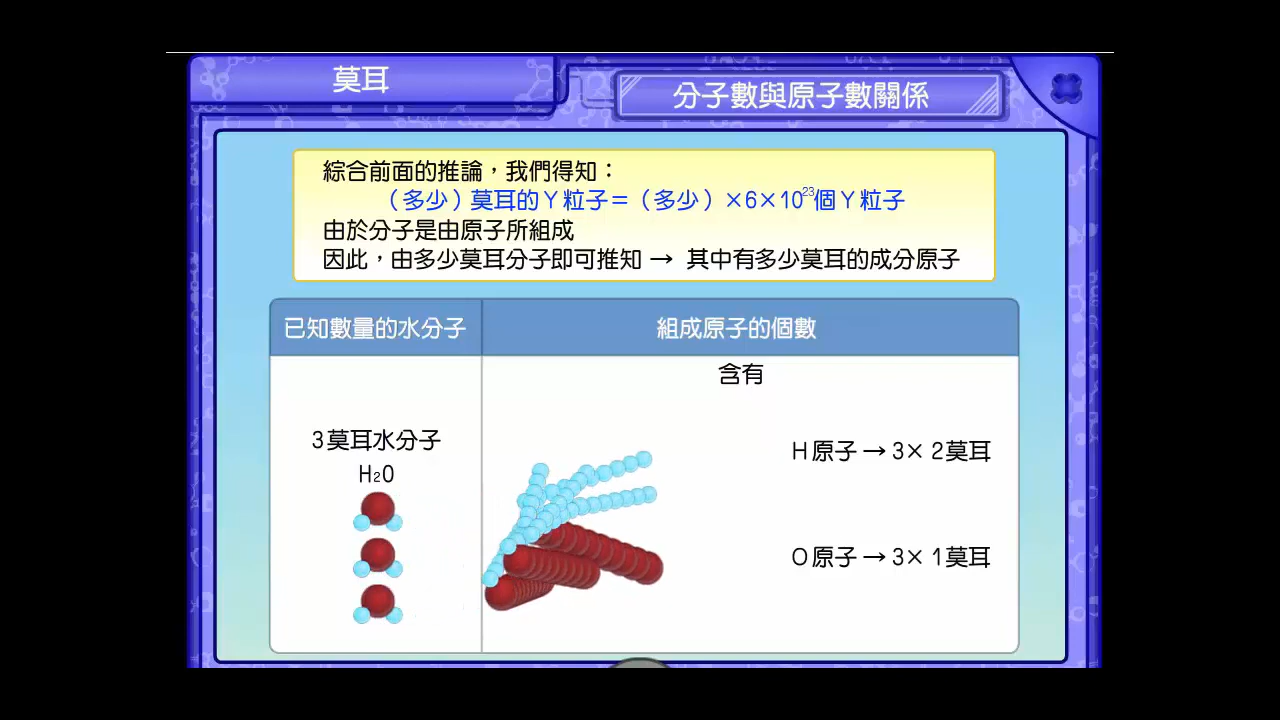 莫耳
分子數與原子數關係
綜合前面的推論，我們得知：
（多少）莫耳的Ｙ粒子＝（多少）×6×10²³個Ｙ粒子
由於分子是由原子所組成
因此，由多少莫耳分子即可推知 → 其中有多少莫耳的成分原子
已知數量的水分子
組成原子的個數
含有
3莫耳水分子
H₂O
H原子 → 3× 2莫耳
O原子 → 3× 1莫耳